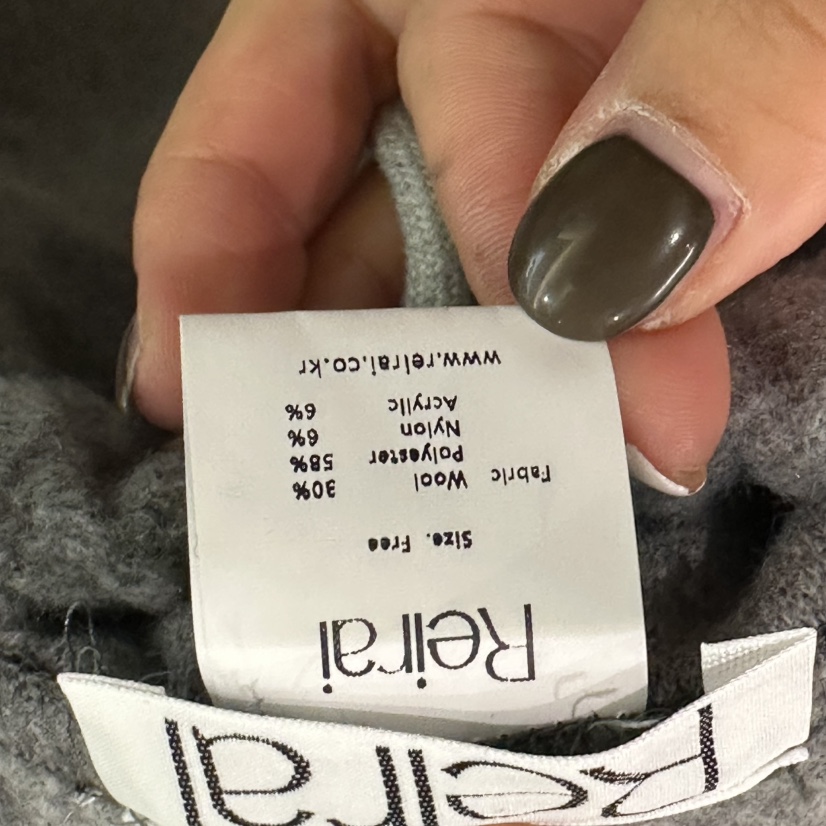 Reirai
Size. Free
Fabric Wool 30%
Polyester 58%
Nylon 6%
Acrylic 6%
www.reirai.co.kr
Reirai